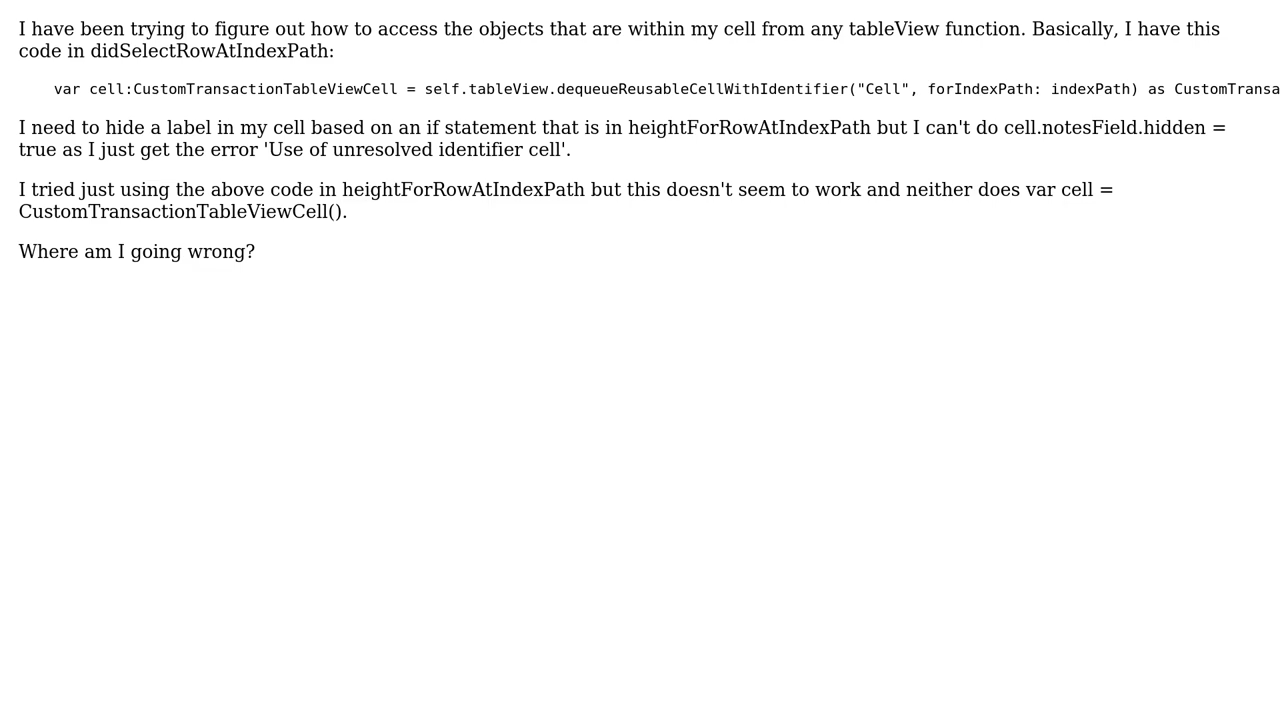 I have been trying to figure out how to access the objects that are within my cell from any tableView function. Basically, I have this
code in didSelectRowAtIndexPath:
var cell:CustomTransactionTableViewCell = self.tableView.dequeueReusableCellWithIdentifier("Cell", forIndexPath: indexPath) as CustomTransa
I need to hide a label in my cell based on an if statement that is in heightForRowAtIndexPath but I can't do cell.notesField.hidden =
true as I just get the error 'Use of unresolved identifier cell'.
I tried just using the above code in heightForRowAtIndexPath but this doesn't seem to work and neither does var cell =
CustomTransactionTableViewCell().
Where am I going wrong?